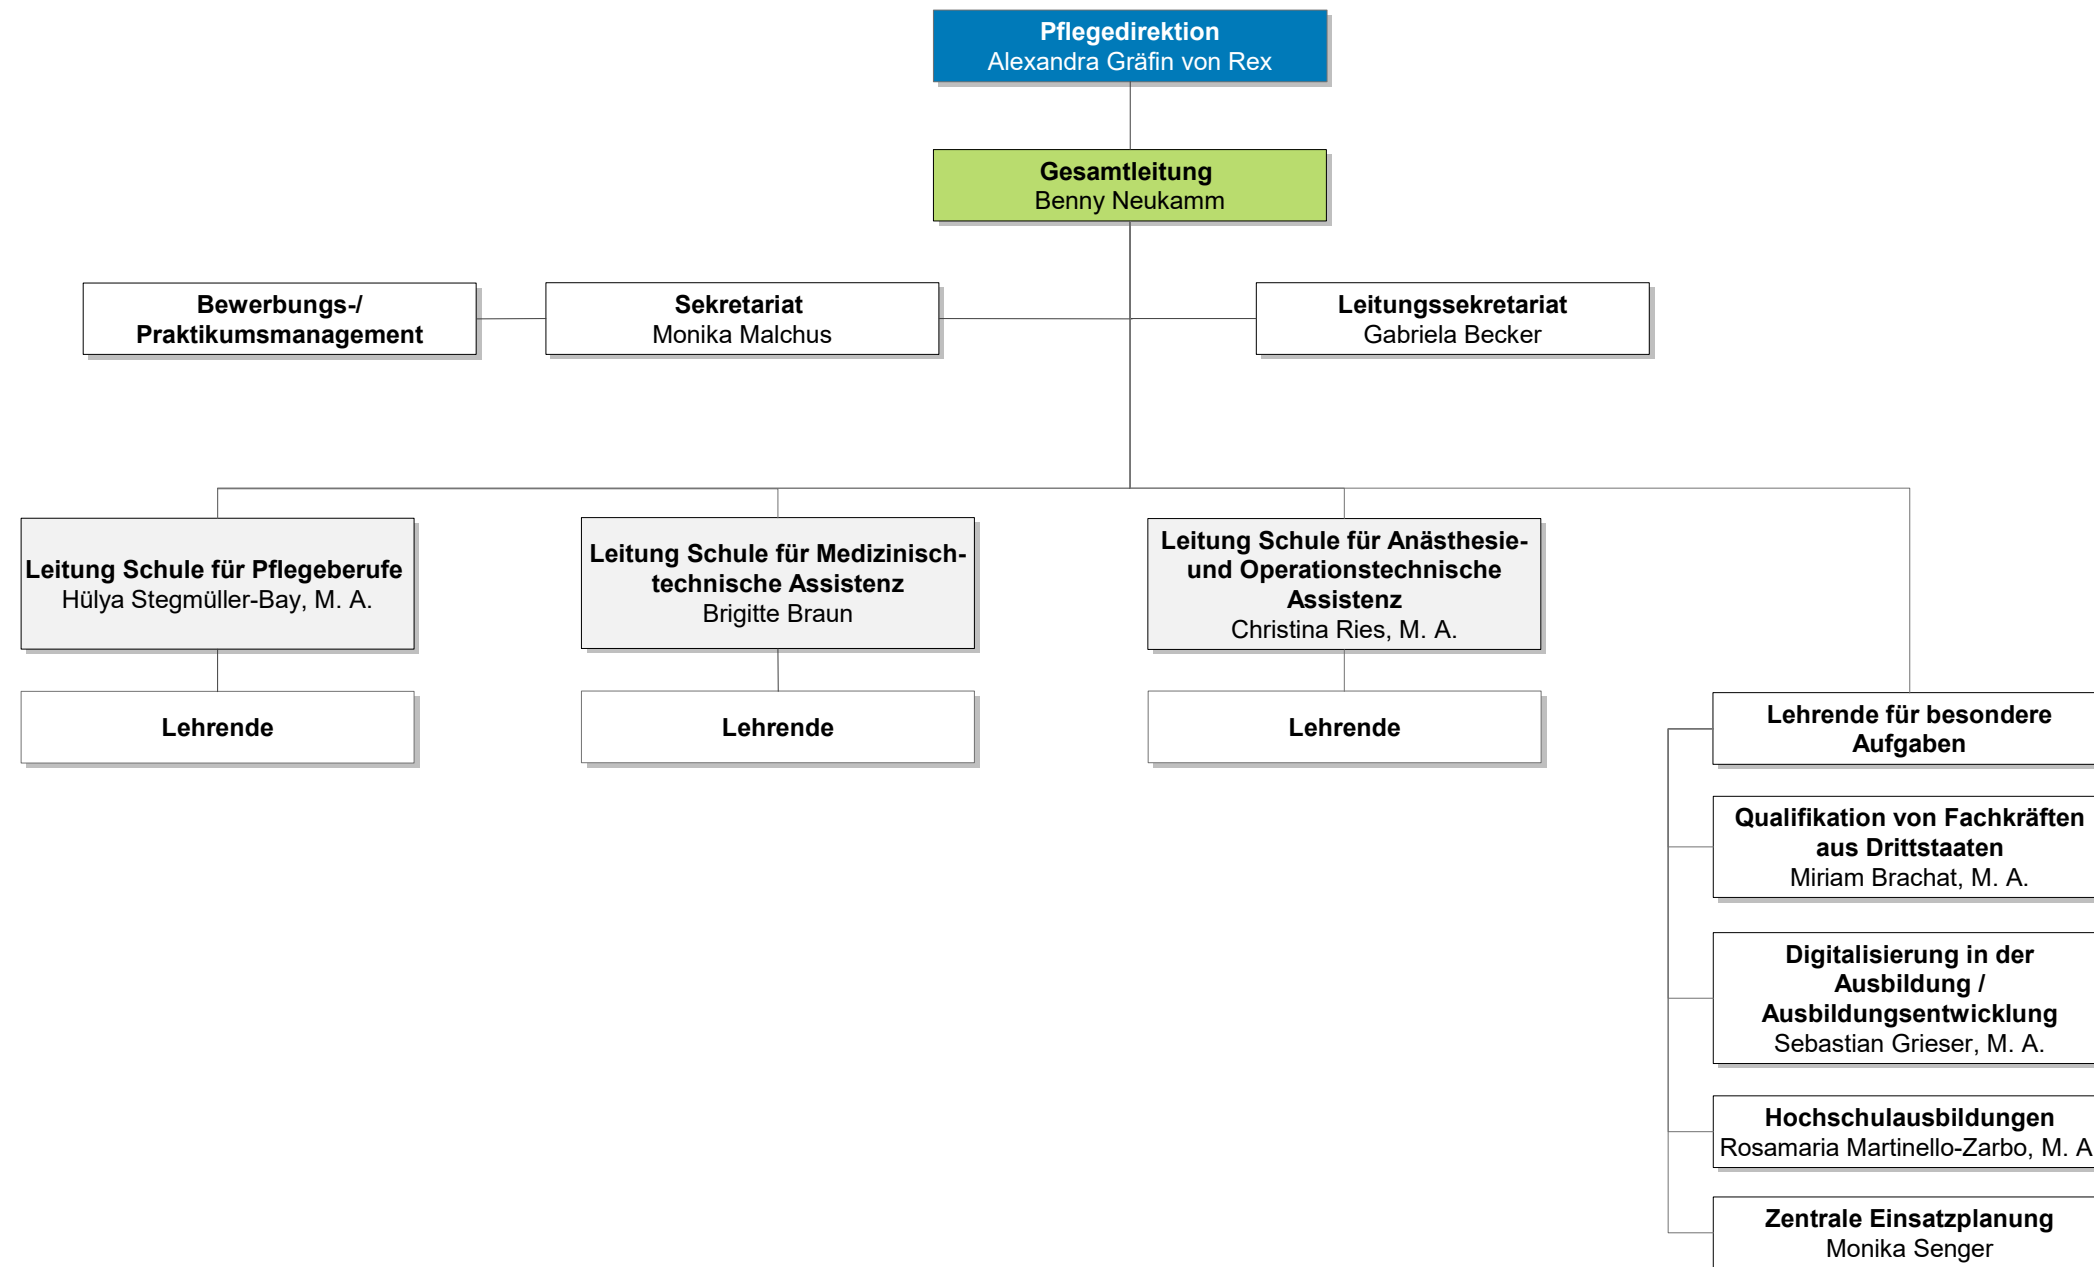 Pflegedirektion
Alexandra Gräfin von Rex
Gesamtleitung
Benny Neukamm
Bewerbungs-/
Praktikumsmanagement
Sekretariat
Monika Malchus
Leitungssekretariat
Gabriela Becker
Leitung Schule für Pflegeberufe
Hülya Stegmüller-Bay, M. A.
Leitung Schule für Medizinisch-
technische Assistenz
Brigitte Braun
Leitung Schule für Anästhesie-
und Operationstechnische
Assistenz
Christina Ries, M. A.
Lehrende
Lehrende
Lehrende
Lehrende für besondere
Aufgaben
Qualifikation von Fachkräften
aus Drittstaaten
Miriam Brachat, M. A.
Digitalisierung in der
Ausbildung /
Ausbildungsentwicklung
Sebastian Grieser, M. A.
Hochschulausbildungen
Rosamaria Martinello-Zarbo, M. A
Zentrale Einsatzplanung
Monika Senger